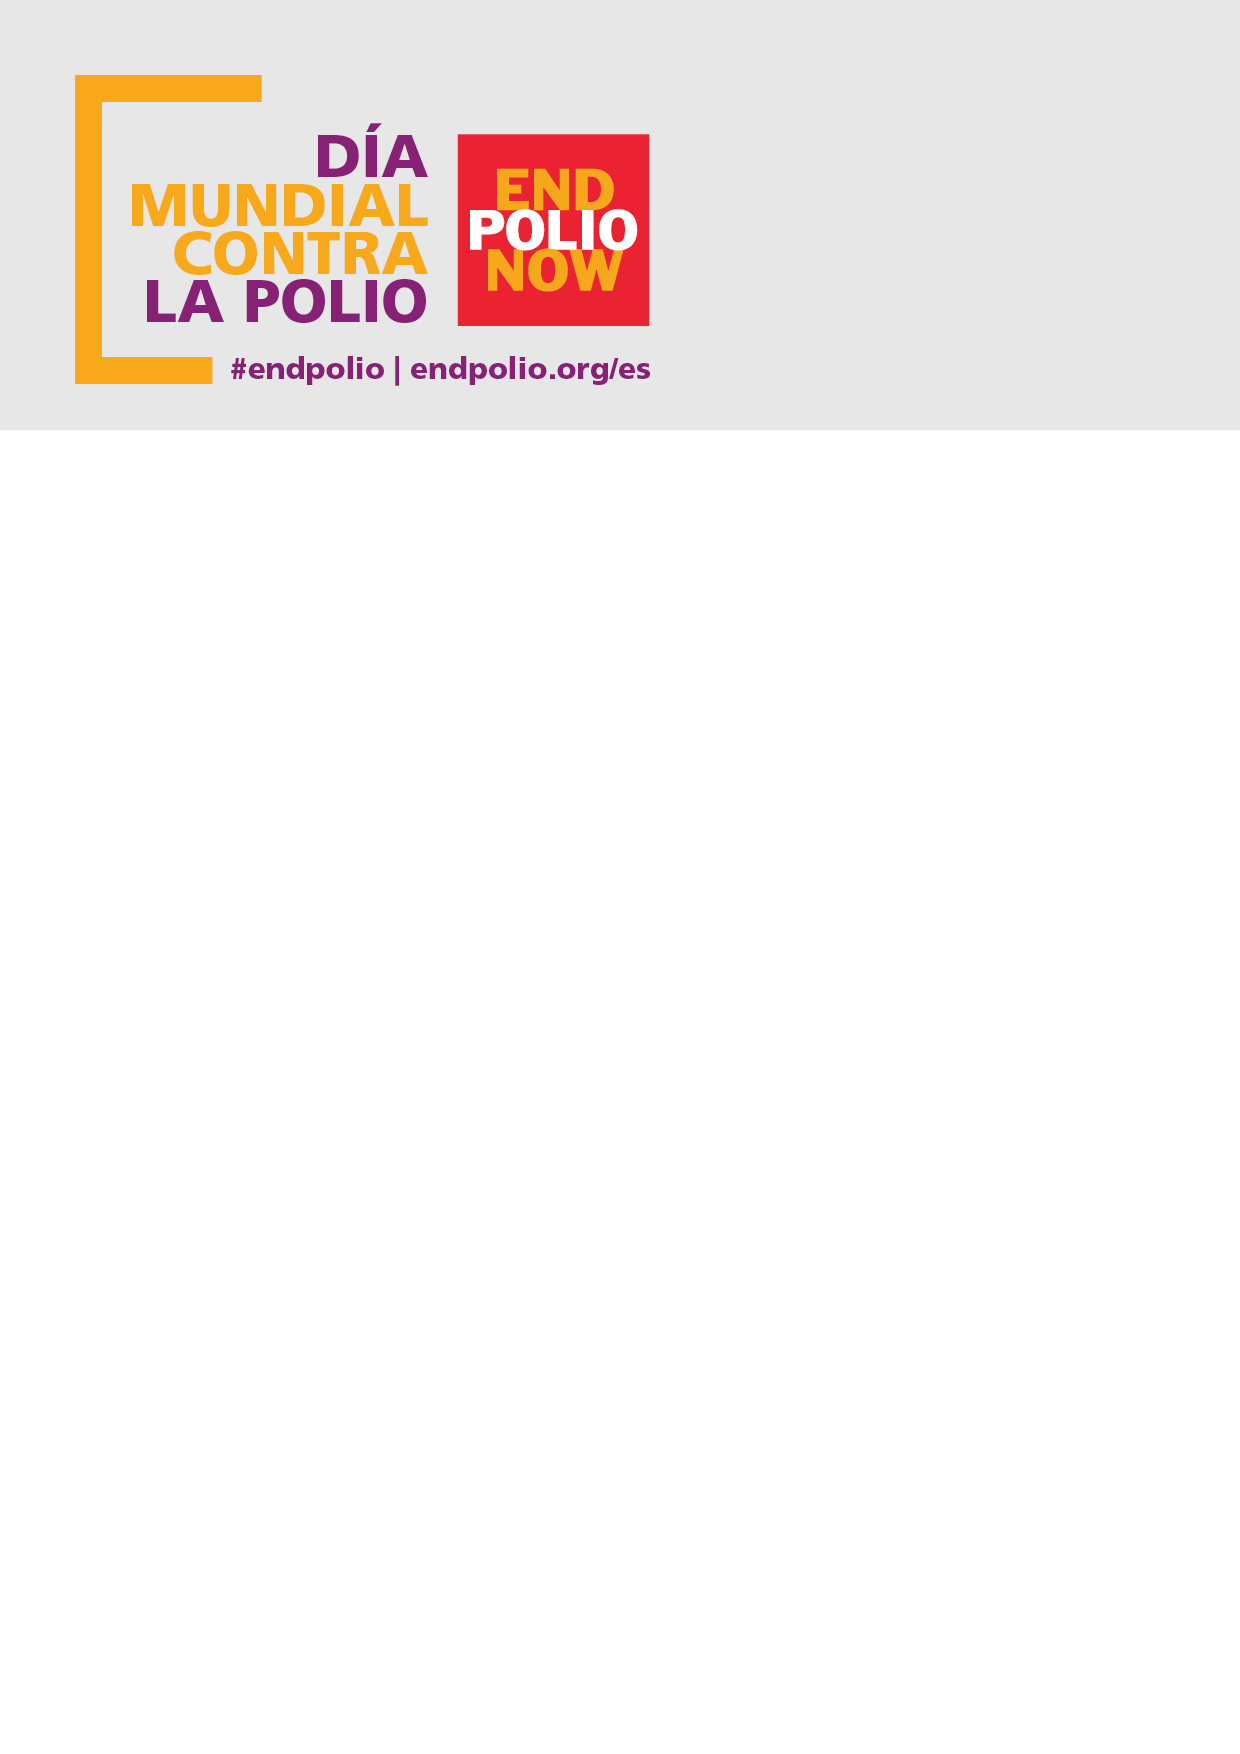 DÍA
MUNDIAL
CONTRA
LA POLIO
END
POLIO
NOW
#endpolio | endpolio.org/es